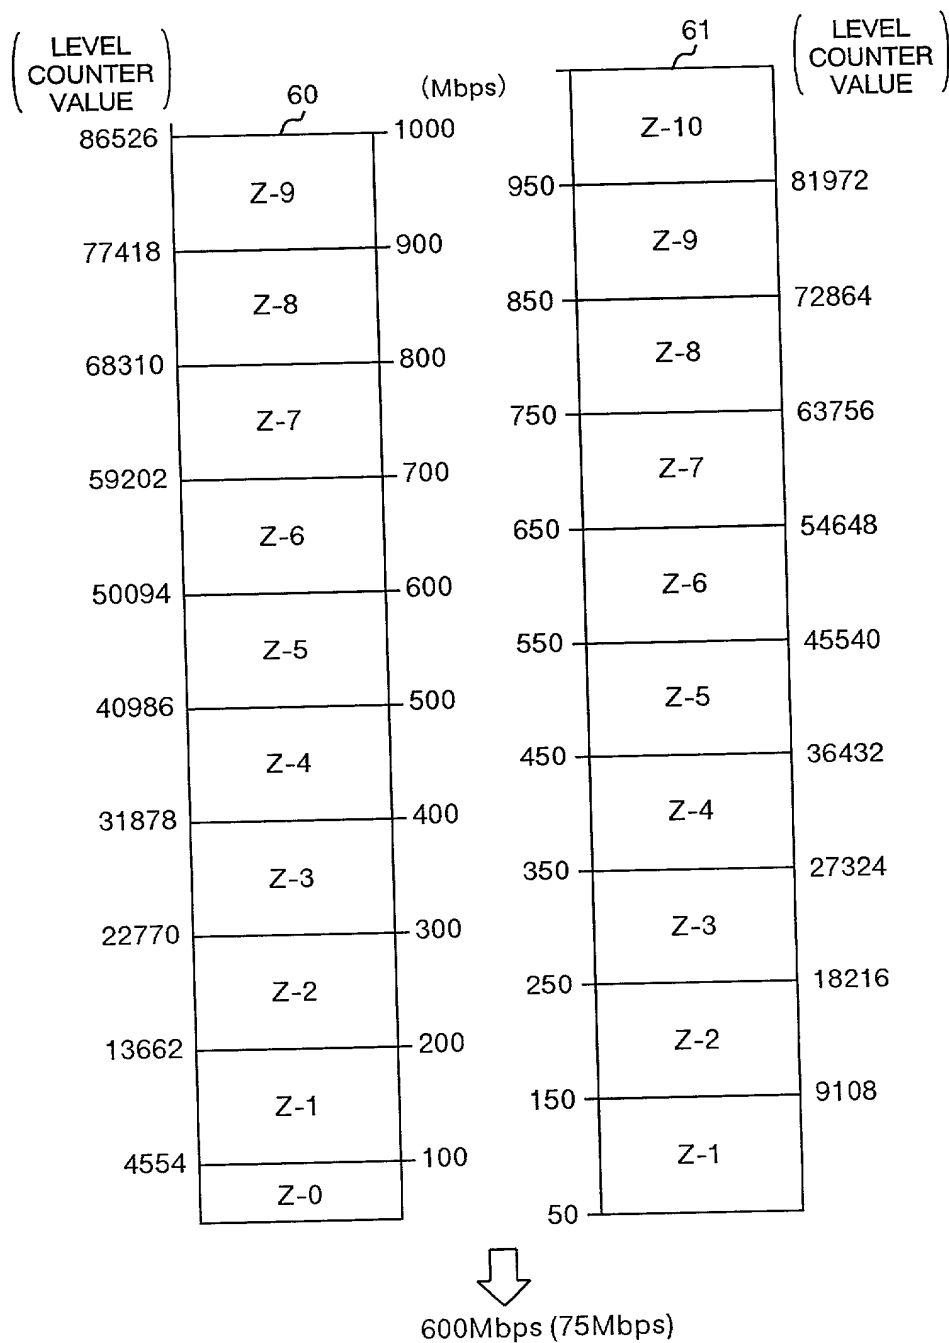 ( LEVEL COUNTER VALUE )
60
(Mbps)
86526
1000
Z-9
77418
900
Z-8
68310
800
Z-7
59202
700
Z-6
50094
600
Z-5
40986
500
Z-4
31878
400
Z-3
22770
300
Z-2
13662
200
Z-1
4554
100
Z-0
61
( LEVEL COUNTER VALUE )
Z-10
950
81972
Z-9
850
72864
Z-8
750
63756
Z-7
650
54648
Z-6
550
45540
Z-5
450
36432
Z-4
350
27324
Z-3
250
18216
Z-2
150
9108
Z-1
50
600Mbps (75Mbps)